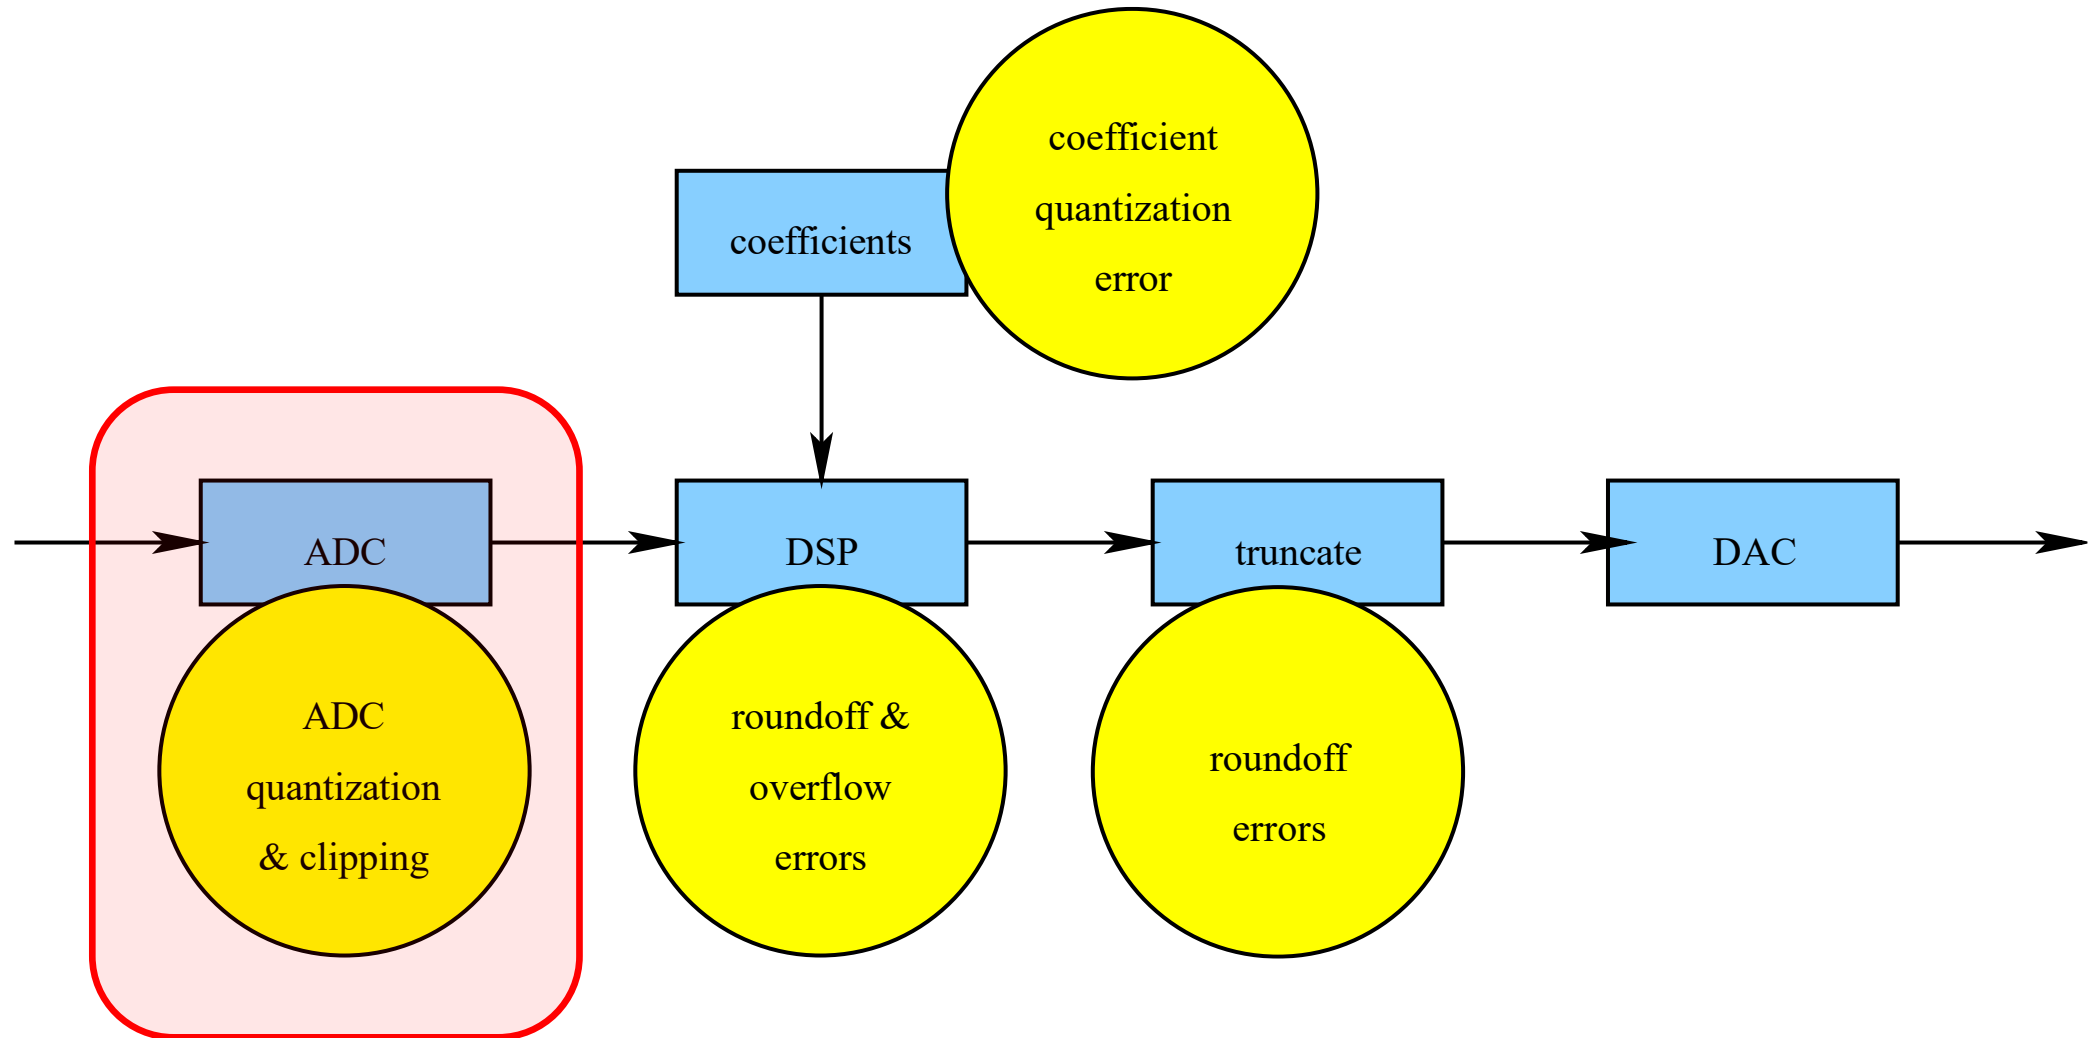 coefficient
quantization
error
coefficients
ADC
DSP
truncate
DAC
ADC
quantization
& clipping
roundoff &
overflow
errors
roundoff
errors